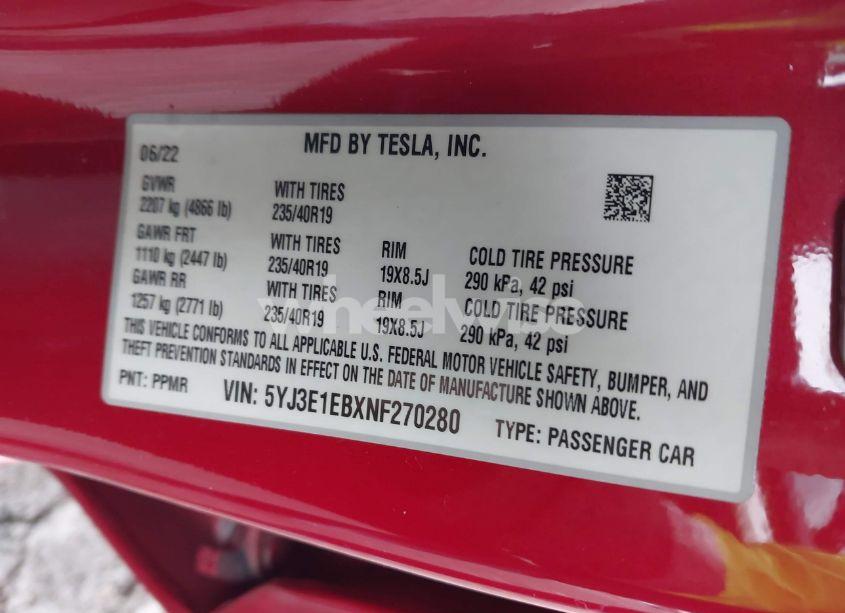 MFD BY TESLA, INC.
06/22
GVWR
2207 kg (4866 lb)
WITH TIRES
235/40R19
GAWR FRT
1110 kg (2447 lb)
WITH TIRES
235/40R19
RIM
19X8.5J
COLD TIRE PRESSURE
290 kPa, 42 psi
GAWR RR
1257 kg (2771 lb)
WITH TIRES
235/40R19
RIM
19X8.5J
COLD TIRE PRESSURE
290 kPa, 42 psi
THIS VEHICLE CONFORMS TO ALL APPLICABLE U.S. FEDERAL MOTOR VEHICLE SAFETY, BUMPER, AND
THEFT PREVENTION STANDARDS IN EFFECT ON THE DATE OF MANUFACTURE SHOWN ABOVE.
PNT: PPMR
VIN: 5YJ3E1EBXNF270280
TYPE: PASSENGER CAR
wheelwiss